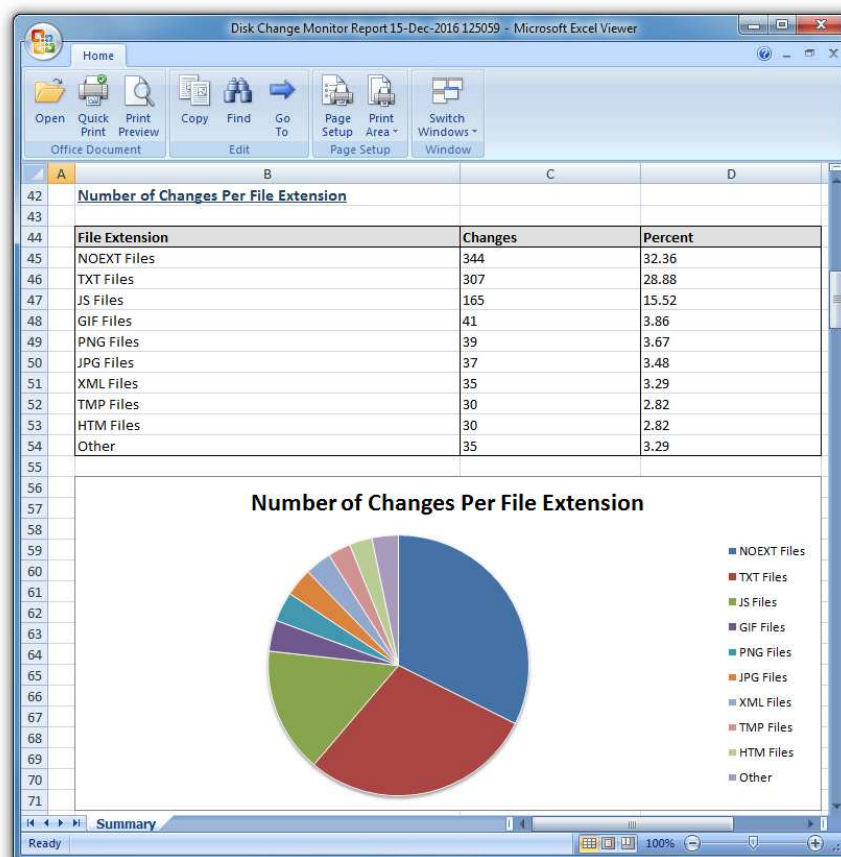 Disk Change Monitor Report 15-Dec-2016 125059 - Microsoft Excel Viewer
Home
Open Quick Print Print Preview Copy Find Go To Page Setup Print Area Switch Windows
Office Document Edit Page Setup Window
A B C D
42 Number of Changes Per File Extension
43
44 File Extension Changes Percent
45 NOEXT Files 344 32.36
46 TXT Files 307 28.88
47 JS Files 165 15.52
48 GIF Files 41 3.86
49 PNG Files 39 3.67
50 JPG Files 37 3.48
51 XML Files 35 3.29
52 TMP Files 30 2.82
53 HTM Files 30 2.82
54 Other 35 3.29
55
56
57 Number of Changes Per File Extension
58
59 NOEXT Files
60 TXT Files
61 JS Files
62 GIF Files
63
64 PNG Files
65 JPG Files
66 XML Files
67
68 TMP Files
69 HTM Files
70 Other
71
Summary
Ready 100%